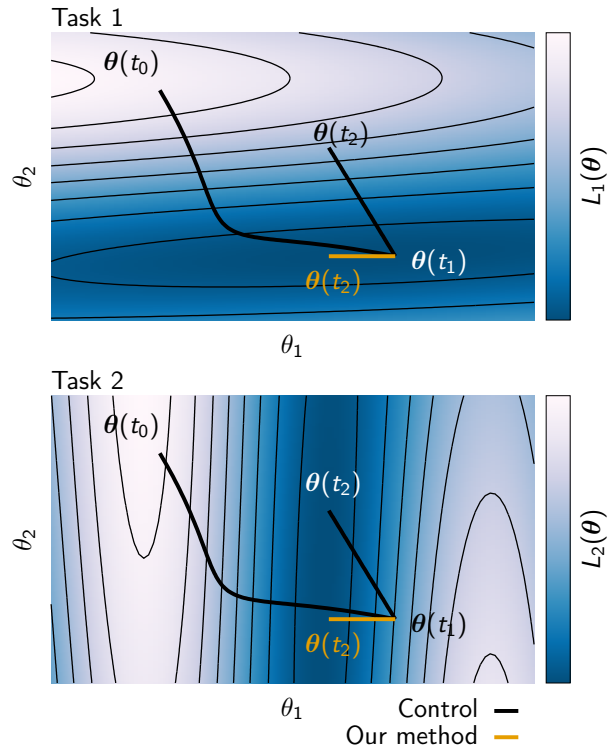 Task 1
θ(t₀)
θ(t₂)
θ₂
L₁(θ)
θ(t₁)
θ(t₂)
θ₁
Task 2
θ(t₀)
θ(t₂)
θ₂
L₂(θ)
θ(t₁)
θ(t₂)
θ₁
Control
Our method